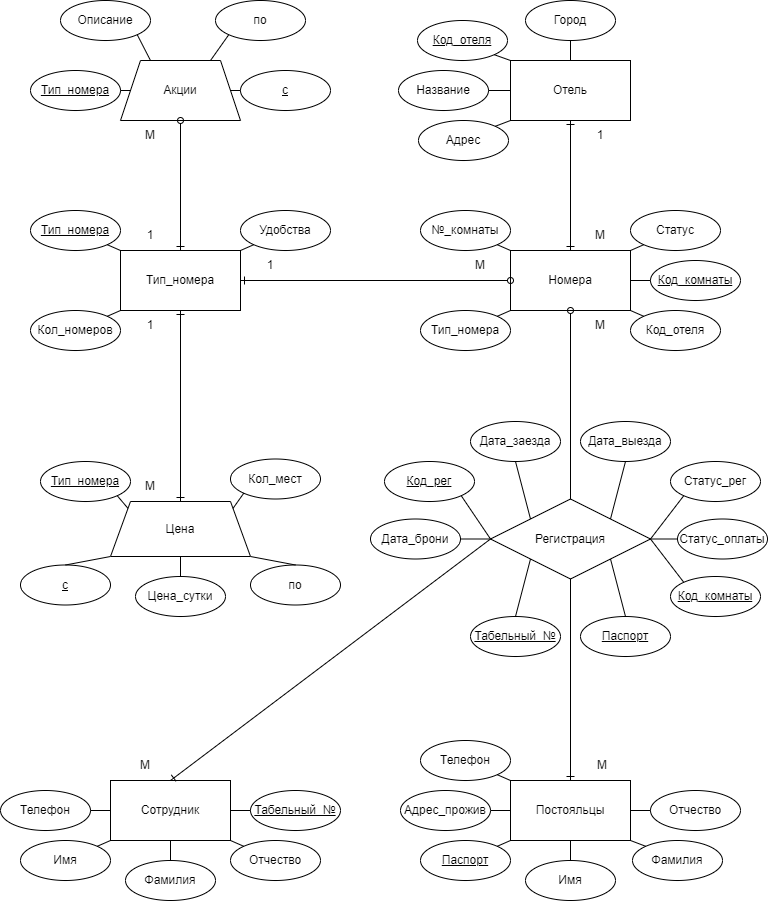 Описание
по
Тип_номера
Акции
с
М
Город
Код_отеля
Название
Отель
Адрес
1
Тип_номера
Удобства
1
Тип_номера
1
М
Кол_номеров
1
№_комнаты
М
Статус
Номера
Код_комнаты
Тип_номера
М
Код_отеля
Тип_номера
М
Кол_мест
Цена
с
Цена_сутки
по
Дата_заезда
Дата_выезда
Код_рег
Статус_рег
Дата_брони
Регистрация
Статус_оплаты
Код_комнаты
Табельный_№
Паспорт
М
Телефон
Сотрудник
Табельный_№
Имя
Фамилия
Отчество
Телефон
М
Адрес_прожив
Постояльцы
Отчество
Паспорт
Имя
Фамилия